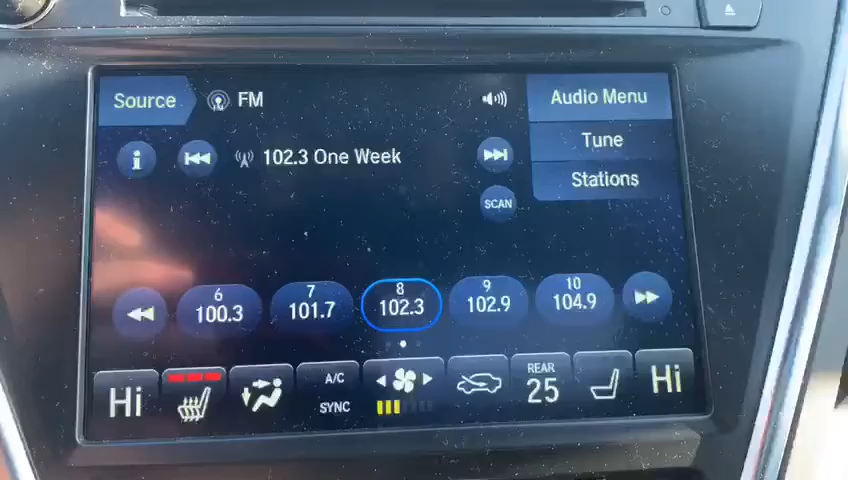 Source
FM
Audio Menu
102.3 One Week
Tune
Stations
SCAN
6
100.3
7
101.7
8
102.3
9
102.9
10
104.9
Hi
A/C
SYNC
REAR
25
Hi